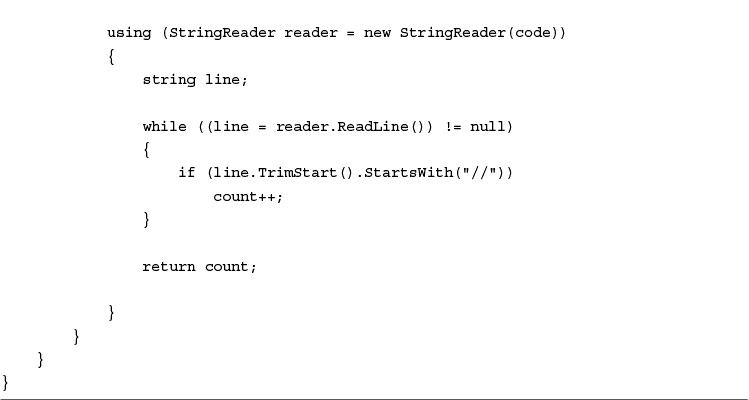 using (StringReader reader = new StringReader(code))
{
string line;
while ((line = reader.ReadLine()) != null)
{
if (line.TrimStart().StartsWith("//"))
count++;
}
return count;
}
}
}
}